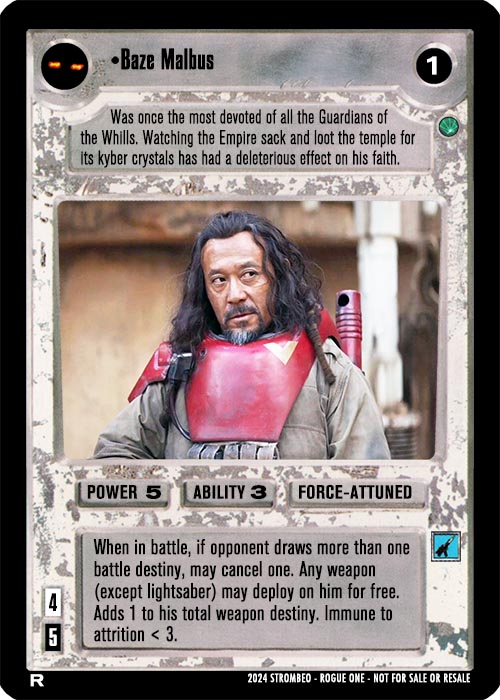 •Baze Malbus
1
Was once the most devoted of all the Guardians of
the Whills. Watching the Empire sack and loot the temple for
its kyber crystals has had a deleterious effect on his faith.
POWER 5
ABILITY 3
FORCE-ATTUNED
When in battle, if opponent draws more than one
battle destiny, may cancel one. Any weapon
(except lightsaber) may deploy on him for free.
Adds 1 to his total weapon destiny. Immune to
attrition < 3.
4
5
R
2024 STROMBEO - ROGUE ONE - NOT FOR SALE OR RESALE